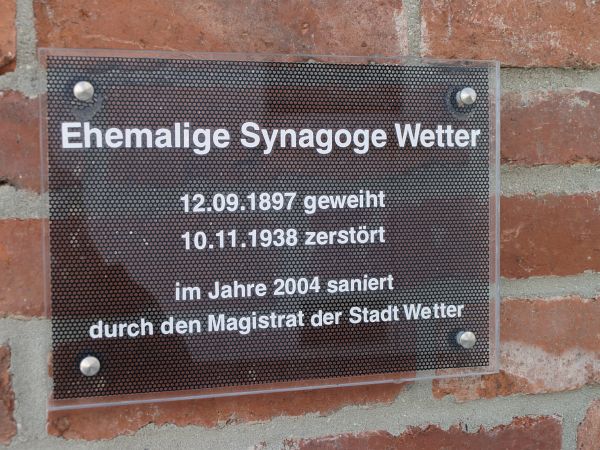 Ehemalige Synagoge Wetter
12.09.1897 geweiht
10.11.1938 zerstört
im Jahre 2004 saniert
durch den Magistrat der Stadt Wetter